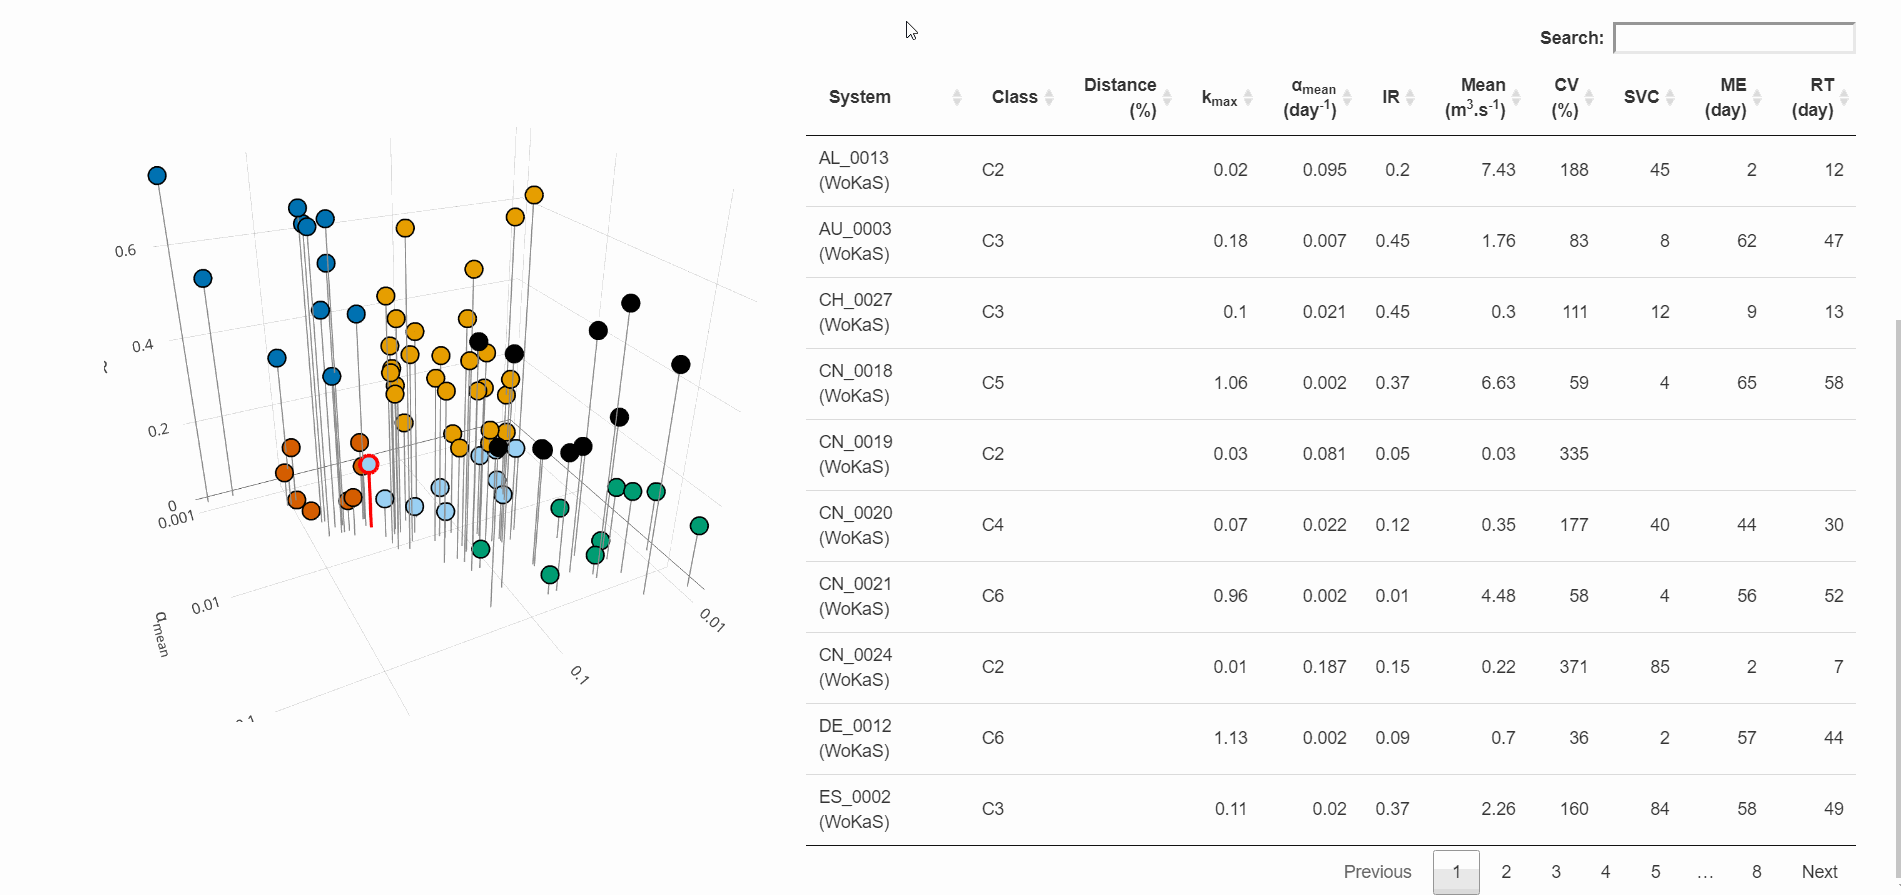 Search:
System Class Distance (%) kmax αmean (day-1) IR Mean (m3.s-1) CV (%) SVC ME (day) RT (day)
AL_0013 (WoKaS) C2 0.02 0.095 0.2 7.43 188 45 2 12
AU_0003 (WoKaS) C3 0.18 0.007 0.45 1.76 83 8 62 47
CH_0027 (WoKaS) C3 0.1 0.021 0.45 0.3 111 12 9 13
CN_0018 (WoKaS) C5 1.06 0.002 0.37 6.63 59 4 65 58
CN_0019 (WoKaS) C2 0.03 0.081 0.05 0.03 335
CN_0020 (WoKaS) C4 0.07 0.022 0.12 0.35 177 40 44 30
CN_0021 (WoKaS) C6 0.96 0.002 0.01 4.48 58 4 56 52
CN_0024 (WoKaS) C2 0.01 0.187 0.15 0.22 371 85 2 7
DE_0012 (WoKaS) C6 1.13 0.002 0.09 0.7 36 2 57 44
ES_0002 (WoKaS) C3 0.11 0.02 0.37 2.26 160 84 58 49
Previous 1 2 3 4 5 … 8 Next
0.6
0.4
0.2
0
0.001
0.01
αmean
0.1
0.01